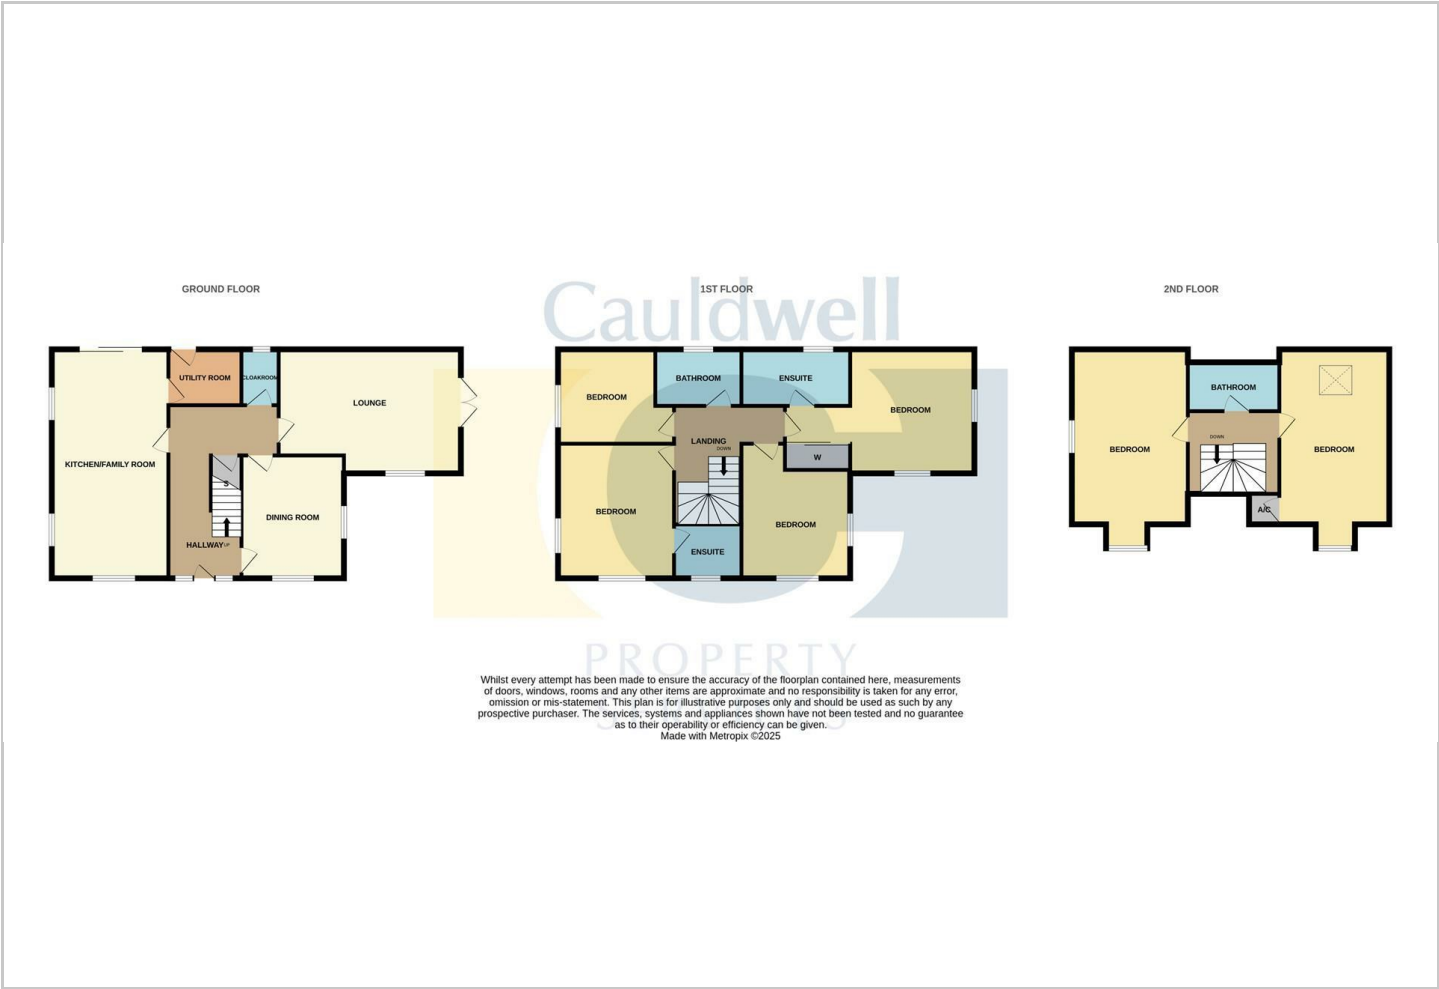 Cauldwell
GROUND FLOOR
1ST FLOOR
2ND FLOOR
UTILITY ROOM
CLOAKROOM
LOUNGE
KITCHEN/FAMILY ROOM
S
DINING ROOM
HALLWAY
UP
BATHROOM
ENSUITE
BEDROOM
BEDROOM
LANDING
DOWN
W
BEDROOM
BEDROOM
ENSUITE
BATHROOM
DOWN
BEDROOM
BEDROOM
A/C
PROPERTY
Whilst every attempt has been made to ensure the accuracy of the floorplan contained here, measurements
of doors, windows, rooms and any other items are approximate and no responsibility is taken for any error,
omission or mis-statement. This plan is for illustrative purposes only and should be used as such by any
prospective purchaser. The services, systems and appliances shown have not been tested and no guarantee
as to their operability or efficiency can be given.
Made with Metropix ©2025